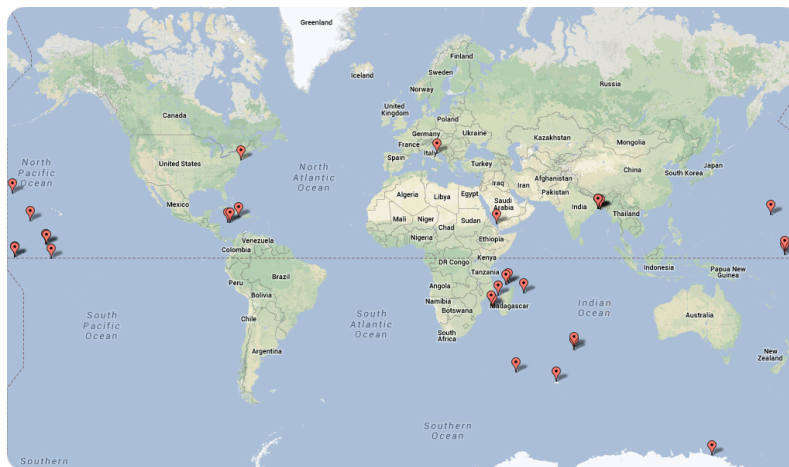 Greenland
Iceland
Finland
Sweden
Norway
Russia
United
Kingdom
Poland
Germany
Ukraine
France
Italy
Spain
Turkey
Kazakhstan
Mongolia
China
Japan
South Korea
Afghanistan
Pakistan
Iraq
Iran
Canada
United States
Mexico
North
Pacific
Ocean
North
Atlantic
Ocean
Algeria
Libya
Egypt
Saudi
Arabia
Mali
Niger
Chad
Sudan
Nigeria
Ethiopia
India
Thailand
Venezuela
Colombia
DR Congo
Kenya
Tanzania
Indonesia
Papua New
Guinea
Peru
Brazil
Bolivia
Angola
Namibia
Botswana
Madagascar
South
Africa
Chile
Argentina
South
Pacific
Ocean
South
Atlantic
Ocean
Indian
Ocean
Australia
New
Zealand
Southern
Ocean
Southern